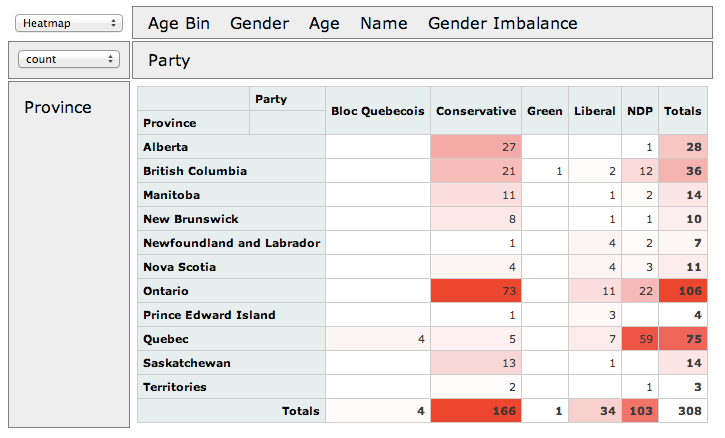 Heatmap Age Bin Gender Age Name Gender Imbalance
count Party
Province
Party
Bloc Quebecois Conservative Green Liberal NDP Totals
Province
Alberta 27 1 28
British Columbia 21 1 2 12 36
Manitoba 11 1 2 14
New Brunswick 8 1 1 10
Newfoundland and Labrador 1 4 2 7
Nova Scotia 4 4 3 11
Ontario 73 11 22 106
Prince Edward Island 1 3 4
Quebec 4 5 7 59 75
Saskatchewan 13 1 14
Territories 2 1 3
Totals 4 166 1 34 103 308